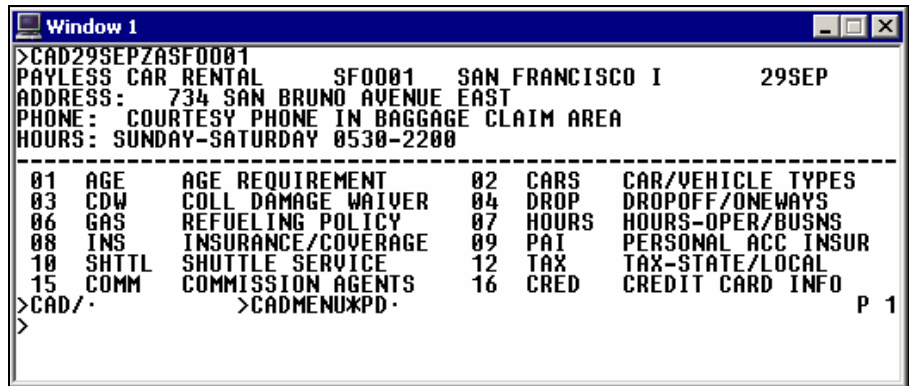 Window 1
>CAD29SEPZASFO001
PAYLESS CAR RENTAL SFO001 SAN FRANCISCO I 29SEP
ADDRESS: 734 SAN BRUNO AVENUE EAST
PHONE: COURTESY PHONE IN BAGGAGE CLAIM AREA
HOURS: SUNDAY-SATURDAY 0530-2200
--------------------------------------------------------------
01 AGE AGE REQUIREMENT 02 CARS CAR/VEHICLE TYPES
03 CDW COLL DAMAGE WAIVER 04 DROP DROPOFF/ONEWAYS
06 GAS REFUELING POLICY 07 HOURS HOURS-OPER/BUSNS
08 INS INSURANCE/COVERAGE 09 PAI PERSONAL ACC INSUR
10 SHTTL SHUTTLE SERVICE 12 TAX TAX-STATE/LOCAL
15 COMM COMMISSION AGENTS 16 CRED CREDIT CARD INFO
>CAD/· >CADMENU*PD· P 1
>